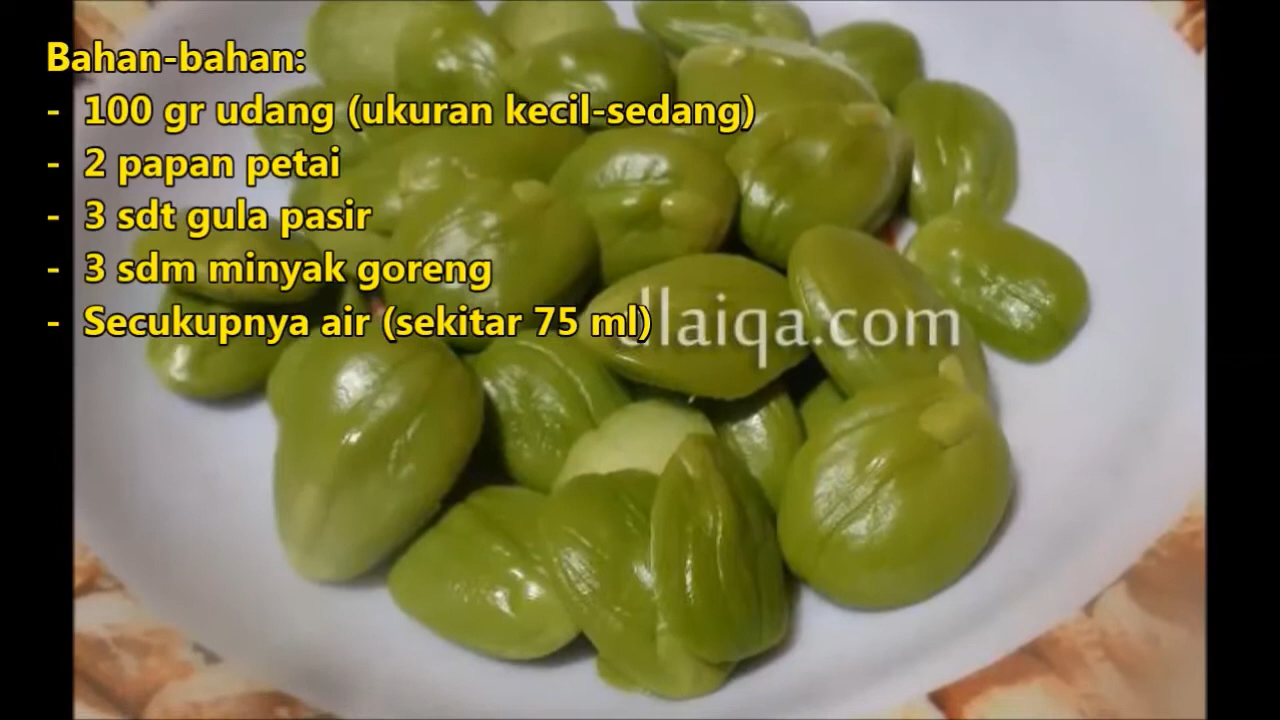 Bahan-bahan:
- 100 gr udang (ukuran kecil-sedang)
- 2 papan petai
- 3 sdt gula pasir
- 3 sdm minyak goreng
- Secukupnya air (sekitar 75 ml)
dlaiqa.com